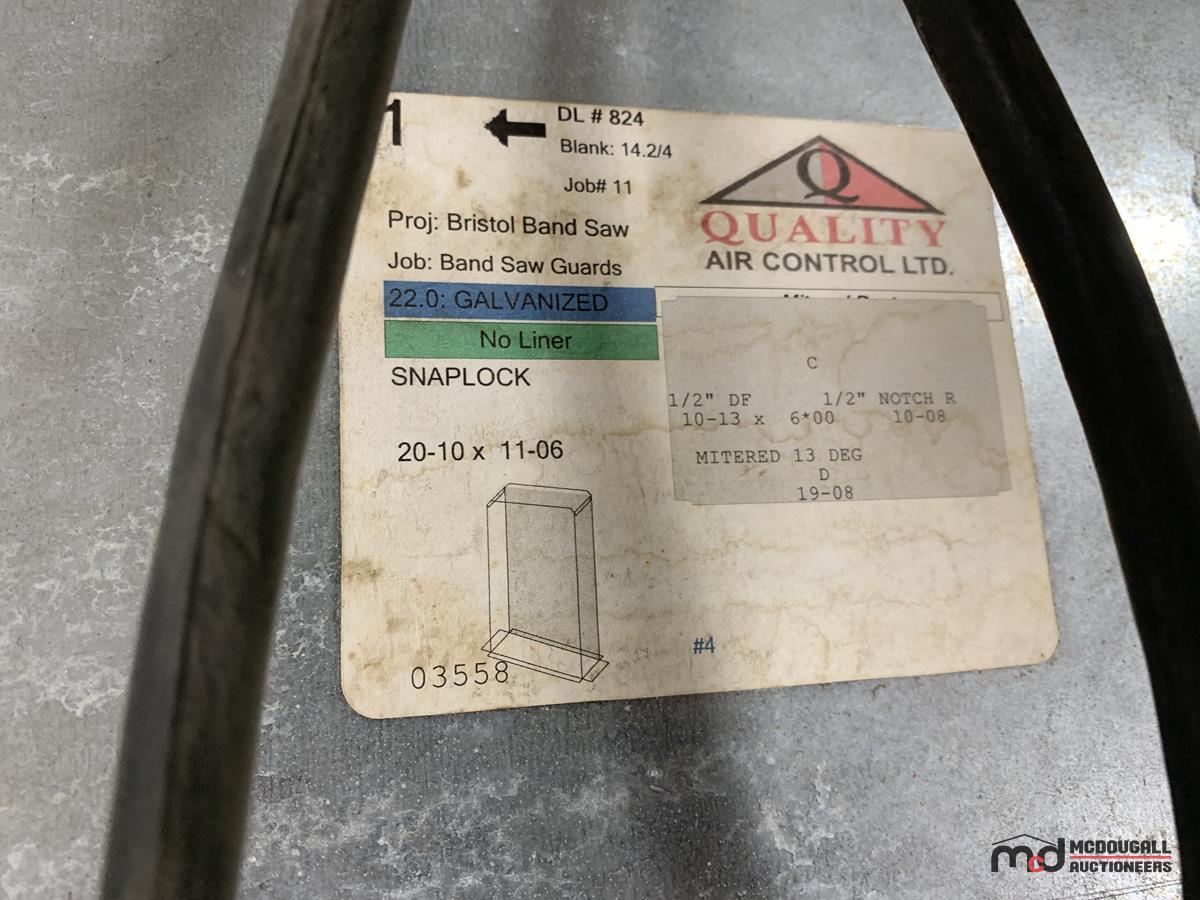 1
DL # 824
Blank: 14.2/4
Job# 11
Proj: Bristol Band Saw
Job: Band Saw Guards
22.0: GALVANIZED
No Liner
SNAPLOCK
20-10 x 11-06
03558
Q
QUALITY
AIR CONTROL LTD.
C
1/2" DF 1/2" NOTCH R
10-13 x 6*00 10-08
MITERED 13 DEG
D
19-08
#4
mcd MCDOUGALL
AUCTIONEERS